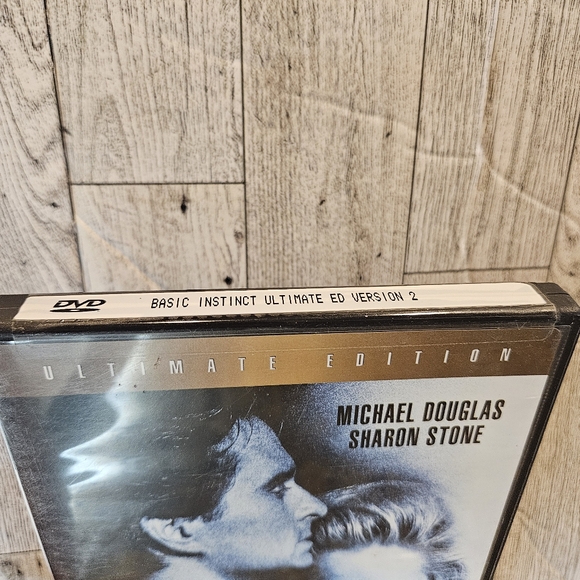 DVD BASIC INSTINCT ULTIMATE ED VERSION 2
ULTIMATE EDITION
MICHAEL DOUGLAS
SHARON STONE